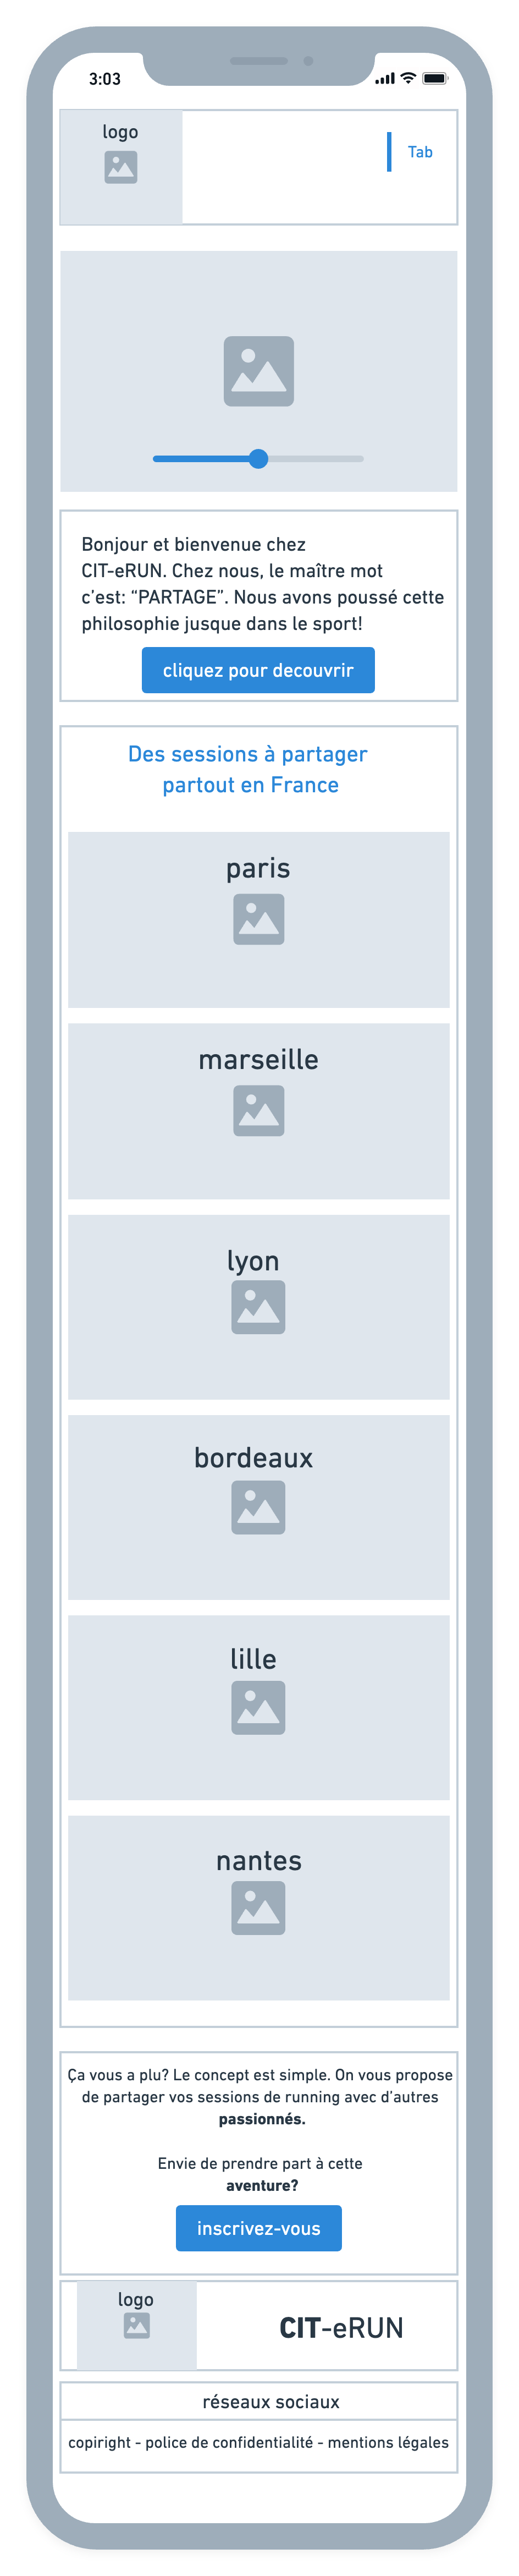 3:03
logo
Tab
Bonjour et bienvenue chez
CIT-eRUN. Chez nous, le maître mot
c’est: “PARTAGE”. Nous avons poussé cette
philosophie jusque dans le sport!
cliquez pour decouvrir
Des sessions à partager
partout en France
paris
marseille
lyon
bordeaux
lille
nantes
Ça vous a plu? Le concept est simple. On vous propose
de partager vos sessions de running avec d’autres
passionnés.
Envie de prendre part à cette
aventure?
inscrivez-vous
logo
CIT-eRUN
réseaux sociaux
copiright - police de confidentialité - mentions légales